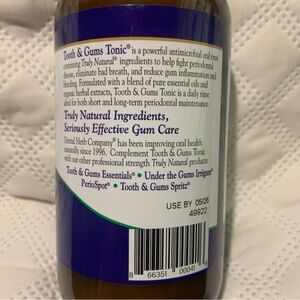 Tooth & Gums Tonic® is a powerful antimicrobial oral rinse
containing Truly Natural® ingredients to help fight periodontal
disease, eliminate bad breath, and reduce gum inflammation and
bleeding. Formulated with a blend of pure essential oils and
organic herbal extracts, Tooth & Gums Tonic is a daily rinse
ideal for both short and long-term periodontal maintenance.
Truly Natural Ingredients,
Seriously Effective Gum Care
Dental Herb Company® has been improving oral health
naturally since 1996. Complement Tooth & Gums Tonic
with our other professional strength Truly Natural products:
Tooth & Gums Essentials® • Under the Gums Irrigant®
PerioSpot® • Tooth & Gums Spritz®
USE BY 05/26
49922
8 66351 00041